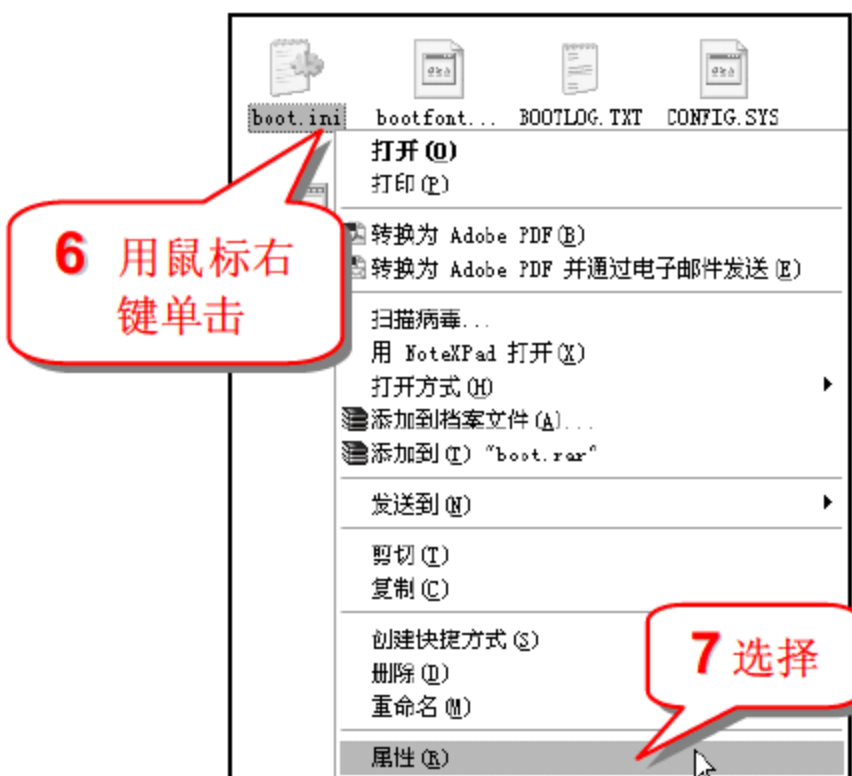 boot.ini bootfont... BOOTLOG.TXT CONFIG.SYS
打开(O)
打印(P)
转换为 Adobe PDF(B)
转换为 Adobe PDF 并通过电子邮件发送(E)
6 用鼠标右
键单击
扫描病毒...
用 NoteXPad 打开(X)
打开方式(H)
添加到档案文件(A)...
添加到(T) "boot.rar"
发送到(N)
剪切(T)
复制(C)
创建快捷方式(S)
删除(D)
重命名(M)
7 选择
属性(R)